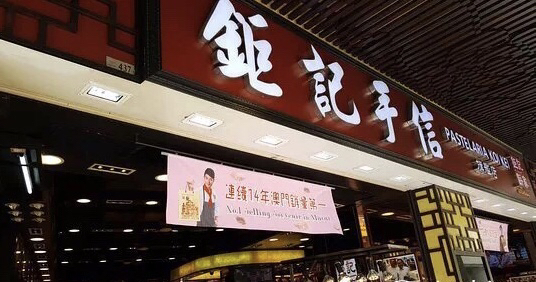 鉅記手信
PASTELARIA KOI KEI
437
連續14年澳門銷量第一
No.1 selling souvenir in Macau
記